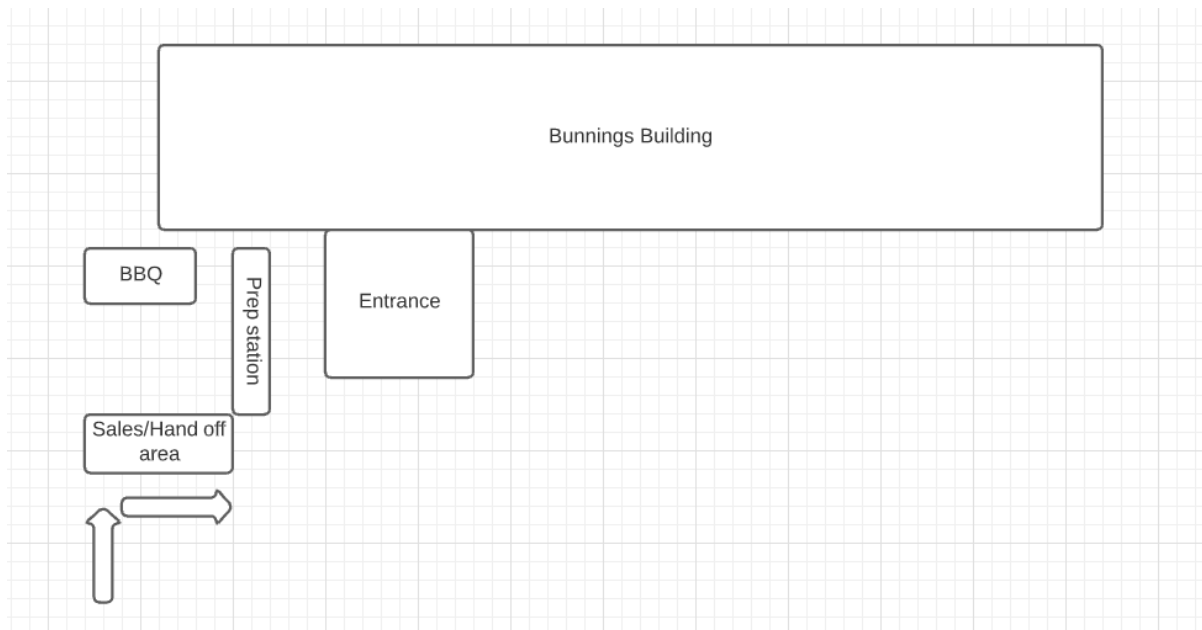 Bunnings Building
BBQ
Prep station
Entrance
Sales/Hand off
area